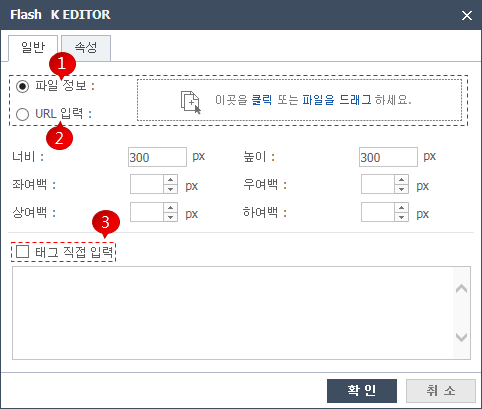 Flash K EDITOR
일반 속성
1
파일 정보 :
이곳을 클릭 또는 파일을 드래그 하세요.
URL 입력 :
2
너비 : 300 px 높이 : 300 px
좌여백 : px 우여백 : px
상여백 : px 하여백 : px
3
태그 직접 입력
확 인 취 소